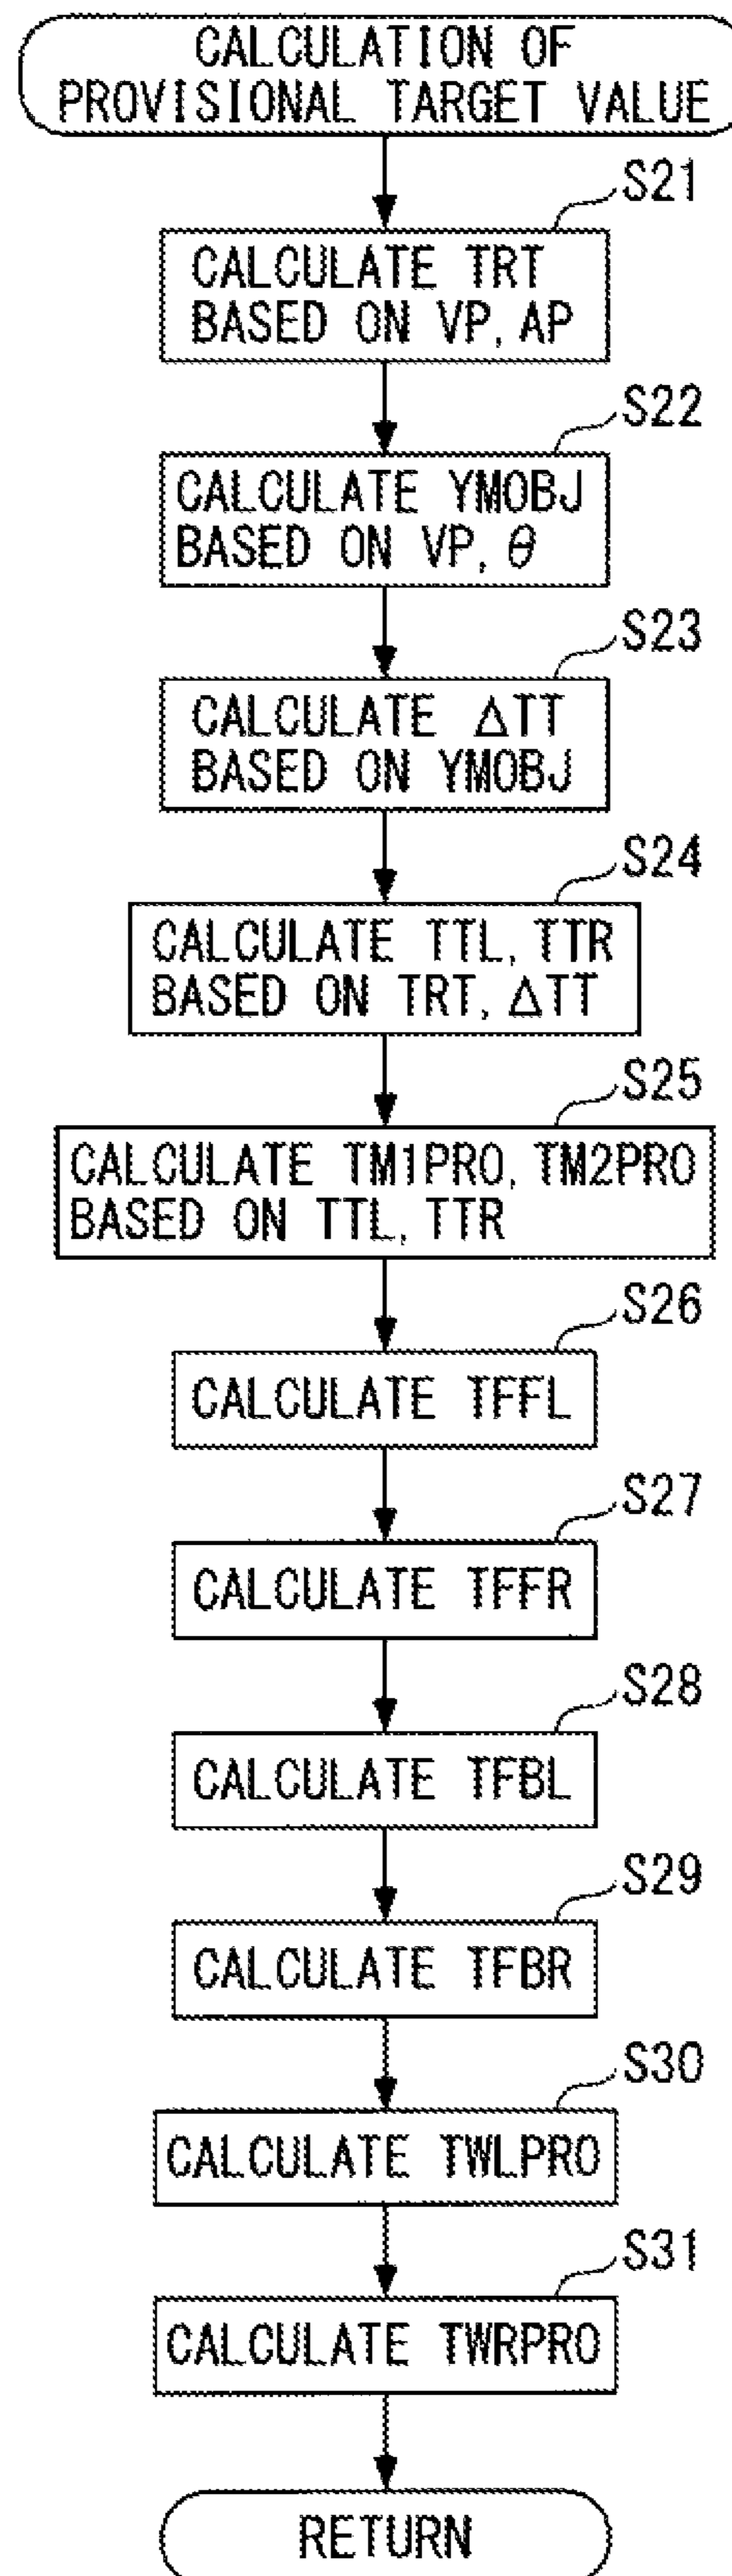 CALCULATION OF
PROVISIONAL TARGET VALUE
S21
CALCULATE TRT
BASED ON VP, AP
S22
CALCULATE YMOBJ
BASED ON VP, θ
S23
CALCULATE ΔTT
BASED ON YMOBJ
S24
CALCULATE TTL, TTR
BASED ON TRT, ΔTT
S25
CALCULATE TM1PRO, TM2PRO
BASED ON TTL, TTR
S26
CALCULATE TFFL
S27
CALCULATE TFFR
S28
CALCULATE TFBL
S29
CALCULATE TFBR
S30
CALCULATE TWLPRO
S31
CALCULATE TWRPRO
RETURN